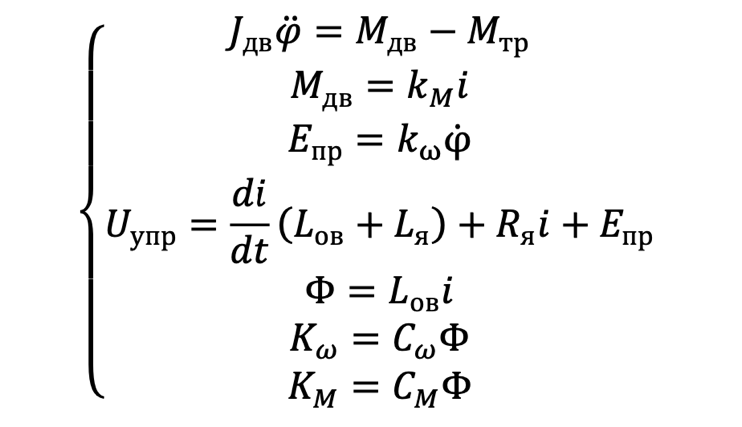 J_дв φ̈ = M_дв − M_тр
M_дв = k_M i
E_пр = k_ω φ̇
U_упр = di/dt (L_ов + L_я) + R_я i + E_пр
Φ = L_ов i
K_ω = C_ω Φ
K_M = C_M Φ